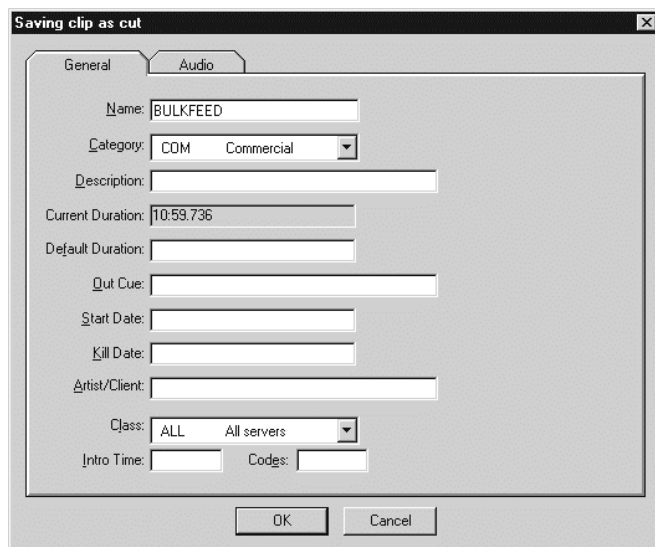 Saving clip as cut
General Audio
Name: BULKFEED
Category: COM Commercial
Description:
Current Duration: 10:59.736
Default Duration:
Out Cue:
Start Date:
Kill Date:
Artist/Client:
Class: ALL All servers
Intro Time: Codes:
OK Cancel